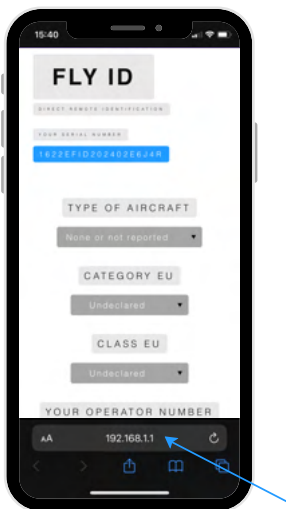 15:40
FLY ID
DIRECT REMOTE IDENTIFICATION
YOUR SERIAL NUMBER
1622EFID202402E6J4R
TYPE OF AIRCRAFT
None or not reported
CATEGORY EU
Undeclared
CLASS EU
Undeclared
YOUR OPERATOR NUMBER
AA
192.168.1.1